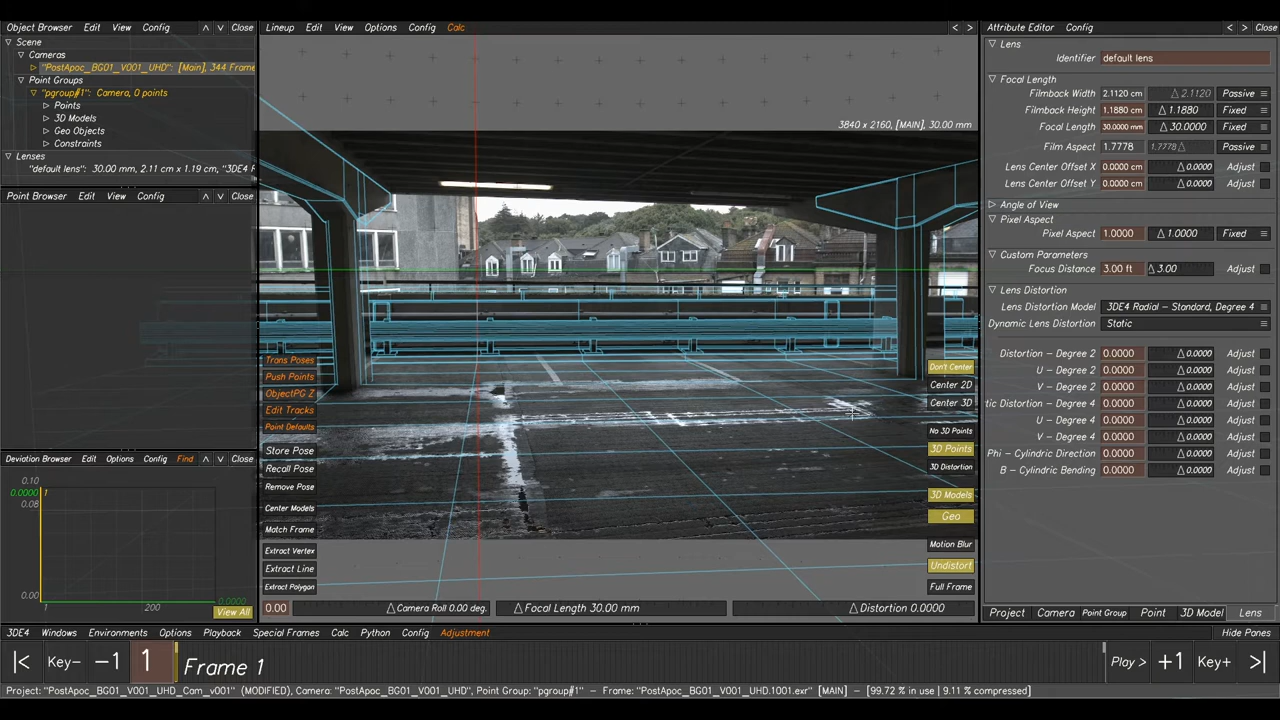 Object Browser Edit View Config Close
Scene
Cameras
"PostApoc_BG01_V001_UHD": [Main], 344 Frame
Point Groups
"pgroup#1": Camera, 0 points
Points
3D Models
Geo Objects
Constraints
Lenses
"default lens": 30.00 mm, 2.11 cm x 1.19 cm, "3DE4 R
Point Browser Edit View Config Close
Deviation Browser Edit Options Config Find Close
0.10
0.0000 1
0.08
0.00
0.0000
1 200
View All
Lineup Edit View Options Config Calc < >
3840 x 2160, [MAIN], 30.00 mm
Trans Poses
Push Points
ObjectPG Z
Edit Tracks
Point Defaults
Store Pose
Recall Pose
Remove Pose
Center Models
Match Frame
Extract Vertex
Extract Line
Extract Polygon
Don't Center
Center 2D
Center 3D
No 3D Points
3D Points
3D Distortion
3D Models
Geo
Motion Blur
Undistort
Full Frame
0.00 Camera Roll 0.00 deg. Focal Length 30.00 mm Distortion 0.0000
Attribute Editor Config < > Close
Lens
Identifier default lens
Focal Length
Filmback Width 2.1120 cm 2.1120 Passive
Filmback Height 1.1880 cm 1.1880 Fixed
Focal Length 30.0000 mm 30.0000 Fixed
Film Aspect 1.7778 1.7778 Passive
Lens Center Offset X 0.0000 cm 0.0000 Adjust
Lens Center Offset Y 0.0000 cm 0.0000 Adjust
Angle of View
Pixel Aspect
Pixel Aspect 1.0000 1.0000 Fixed
Custom Parameters
Focus Distance 3.00 ft 3.00 Adjust
Lens Distortion
Lens Distortion Model 3DE4 Radial – Standard, Degree 4
Dynamic Lens Distortion Static
Distortion – Degree 2 0.0000 0.0000 Adjust
U – Degree 2 0.0000 0.0000 Adjust
V – Degree 2 0.0000 0.0000 Adjust
tic Distortion – Degree 4 0.0000 0.0000 Adjust
U – Degree 4 0.0000 0.0000 Adjust
V – Degree 4 0.0000 0.0000 Adjust
Phi – Cylindric Direction 0.0000 0.0000 Adjust
B – Cylindric Bending 0.0000 0.0000 Adjust
Project Camera Point Group Point 3D Model Lens
3DE4 Windows Environments Options Playback Special Frames Calc Python Config Adjustment Hide Panes
|< Key– –1 1 Frame 1 Play > +1 Key+ >|
Project: "PostApoc_BG01_V001_UHD_Cam_v001" (MODIFIED), Camera: "PostApoc_BG01_V001_UHD", Point Group: "pgroup#1" – Frame: "PostApoc_BG01_V001_UHD.1001.exr" [MAIN] – [99.72 % in use | 9.11 % compressed]